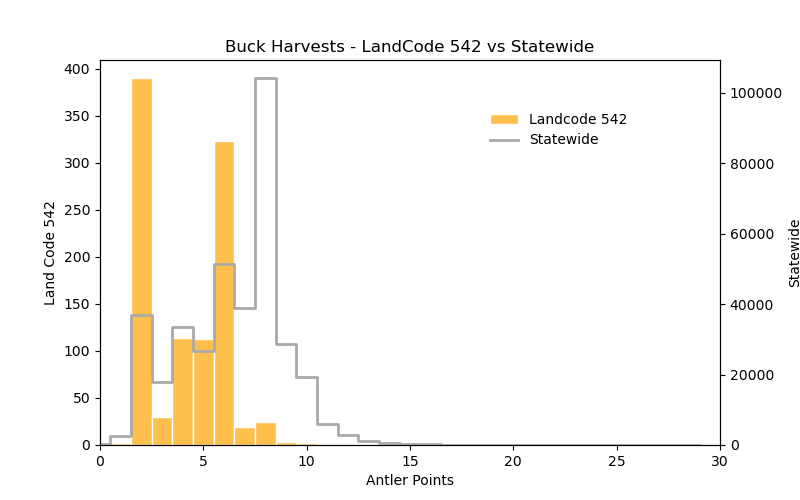 Buck Harvests - LandCode 542 vs Statewide
400
350
300
250
200
150
100
50
0
Land Code 542
Landcode 542
Statewide
100000
80000
60000
40000
20000
0
Statewide
0 5 10 15 20 25 30
Antler Points